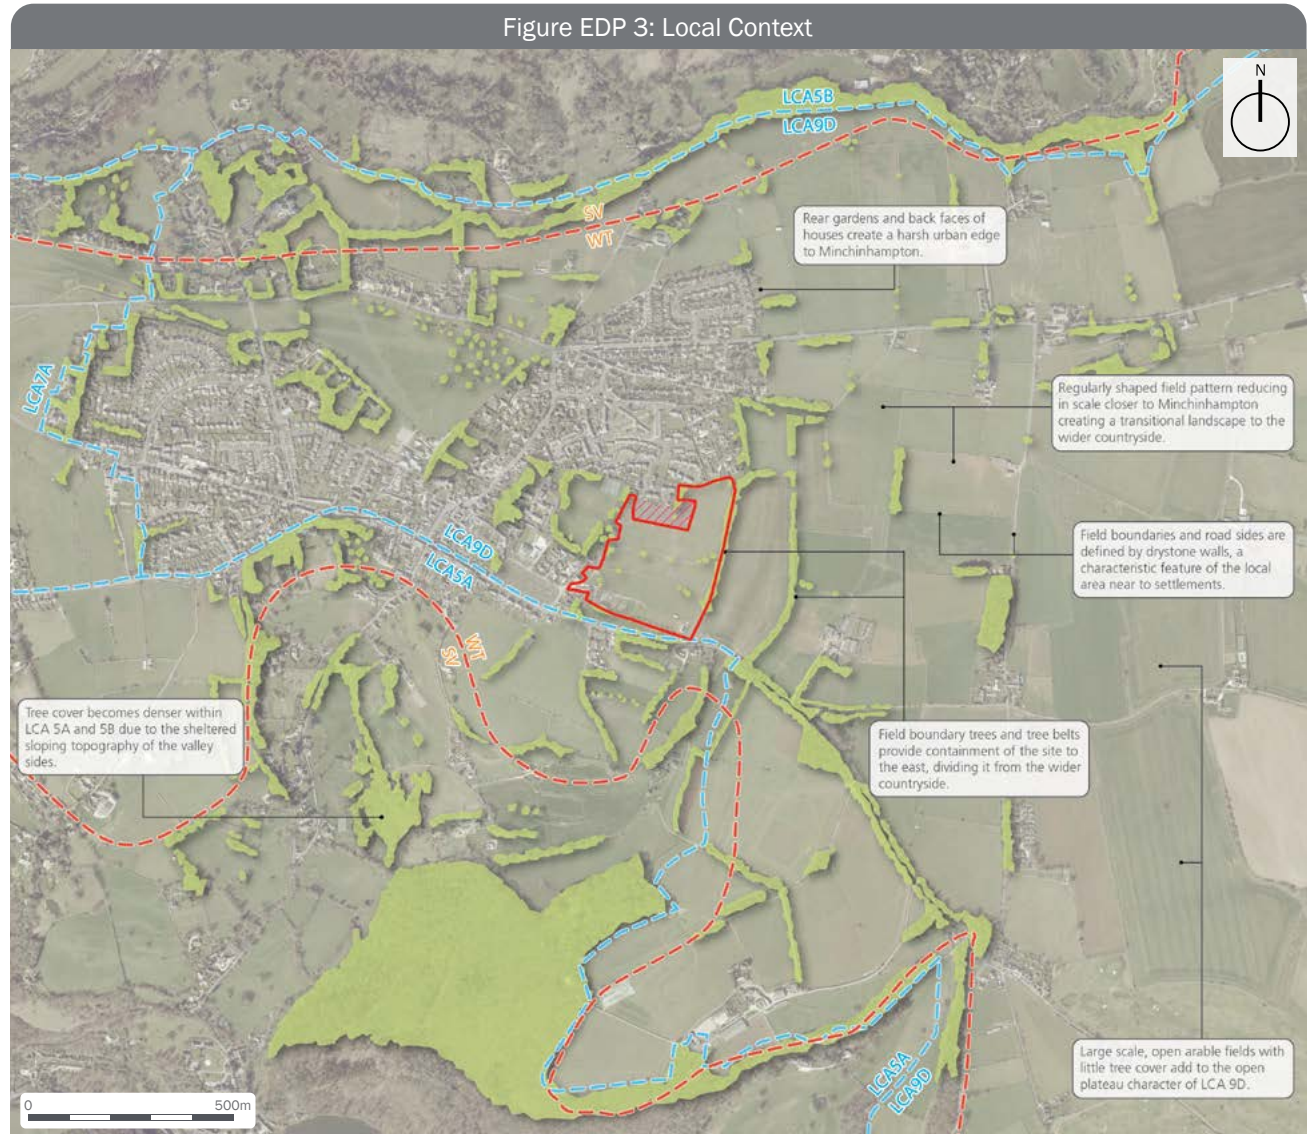 Figure EDP 3: Local Context
N
LCA5B
LCA9D
SV
WT
Rear gardens and back faces of
houses create a harsh urban edge
to Minchinhampton.
LCA7A
Regularly shaped field pattern reducing
in scale closer to Minchinhampton
creating a transitional landscape to the
wider countryside.
LCA9D
LCA5A
Field boundaries and road sides are
defined by drystone walls, a
characteristic feature of the local
area near to settlements.
WT
SV
Tree cover becomes denser within
LCA 5A and 5B due to the sheltered
sloping topography of the valley
sides.
Field boundary trees and tree belts
provide containment of the site to
the east, dividing it from the wider
countryside.
LCA5A
LCA9D
Large scale, open arable fields with
little tree cover add to the open
plateau character of LCA 9D.
0 500m